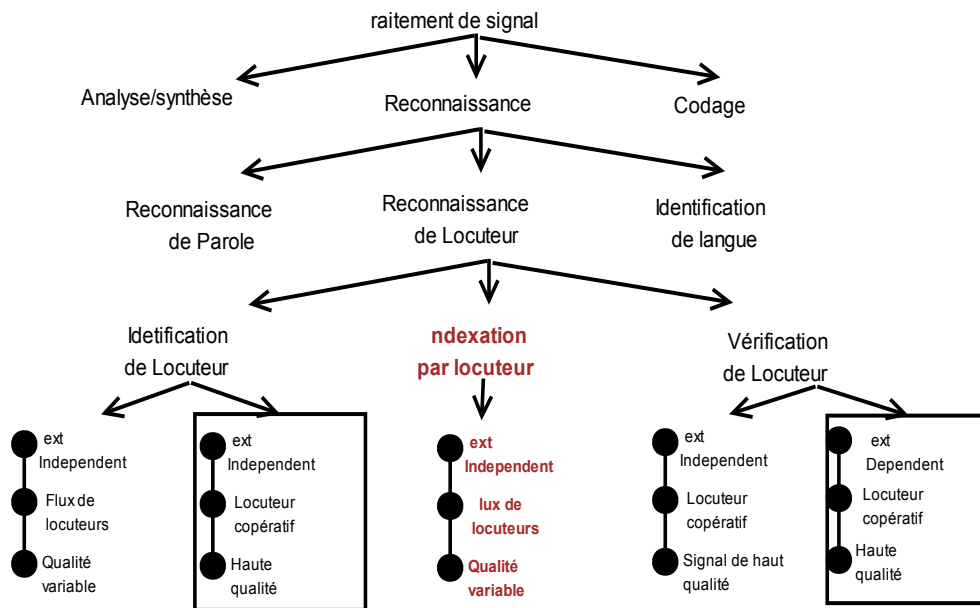 raitement de signal
Analyse/synthèse
Reconnaissance
Codage
Reconnaissance
de Parole
Reconnaissance
de Locuteur
Identification
de langue
Idetification
de Locuteur
ndexation
par locuteur
Vérification
de Locuteur
ext
Independent
Flux de
locuteurs
Qualité
variable
ext
Independent
Locuteur
copératif
Haute
qualité
ext
Independent
lux de
locuteurs
Qualité
variable
ext
Independent
Locuteur
copératif
Signal de haut
qualité
ext
Dependent
Locuteur
copératif
Haute
qualité